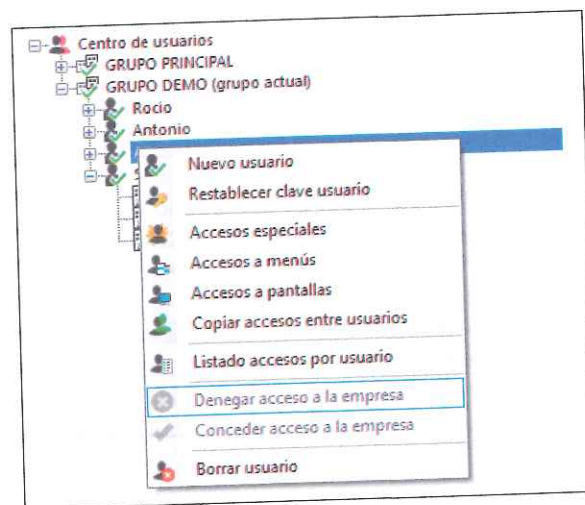 Centro de usuarios
GRUPO PRINCIPAL
GRUPO DEMO (grupo actual)
Rocio
Antonio
A
Nuevo usuario
Restablecer clave usuario
Accesos especiales
Accesos a menús
Accesos a pantallas
Copiar accesos entre usuarios
Listado accesos por usuario
Denegar acceso a la empresa
Conceder acceso a la empresa
Borrar usuario